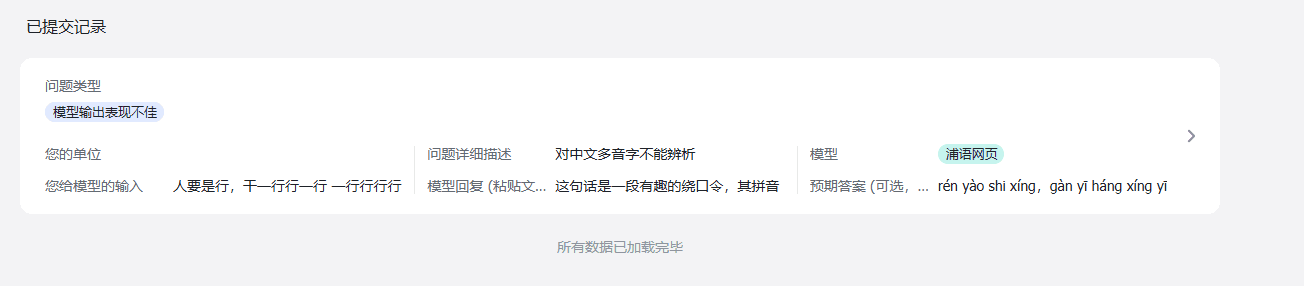 已提交记录
问题类型
模型输出表现不佳
您的单位
问题详细描述 对中文多音字不能辨析
模型 浦语网页
您给模型的输入 人要是行，干一行行一行 一行行行行
模型回复 (粘贴文... 这句话是一段有趣的绕口令，其拼音
预期答案 (可选，... rén yào shi xíng，gàn yī háng xíng yī
所有数据已加载完毕